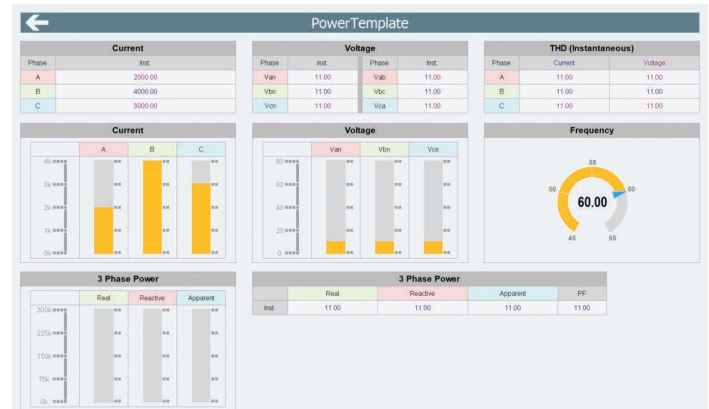 PowerTemplate
Current
Phase Inst.
A 2000.00
B 4000.00
C 3000.00
Voltage
Phase Inst. Phase Inst.
Van 11.00 Vab 11.00
Vbn 11.00 Vbc 11.00
Vcn 11.00 Vca 11.00
THD (Instantaneous)
Phase Current Voltage
A 11.00 11.00
B 11.00 11.00
C 11.00 11.00
Current
A B C
4k
3k
2k
1k
0k
Voltage
Van Vbn Vcn
80
60
40
20
0
Frequency
55
50 60
60.00
45 65
3 Phase Power
Real Reactive Apparent
300k
225k
150k
75k
0k
3 Phase Power
Real Reactive Apparent PF
Inst. 11.00 11.00 11.00 11.00